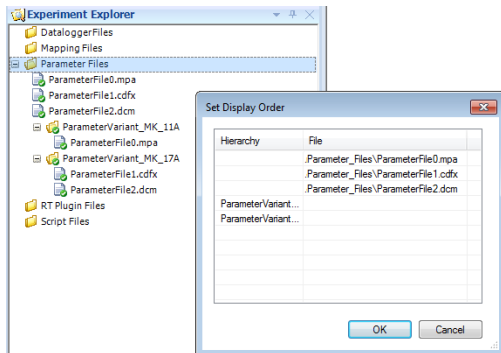 Experiment Explorer
DataloggerFiles
Mapping Files
Parameter Files
ParameterFile0.mpa
ParameterFile1.cdfx
ParameterFile2.dcm
ParameterVariant_MK_11A
ParameterFile0.mpa
ParameterVariant_MK_17A
ParameterFile1.cdfx
ParameterFile2.dcm
RT Plugin Files
Script Files
Set Display Order
Hierarchy File
.Parameter_Files\ParameterFile0.mpa
.Parameter_Files\ParameterFile1.cdfx
.Parameter_Files\ParameterFile2.dcm
ParameterVariant...
ParameterVariant...
OK Cancel